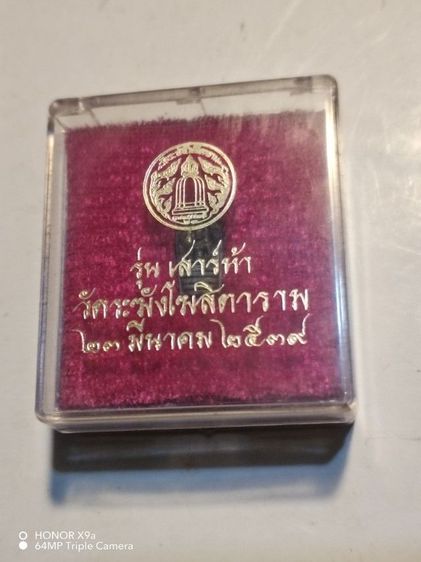 รุ่น เสาร์ห้า
วัดระฆังโฆสิตาราม
๒๓ มีนาคม ๒๕๓๙
HONOR X9a
64MP Triple Camera